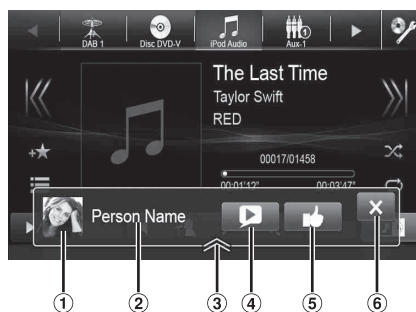 DAB 1 Disc DVD-V iPod Audio Aux-1
The Last Time
Taylor Swift
RED
00017/01458
00:01'12" 00:03'47"
Person Name
1 2 3 4 5 6